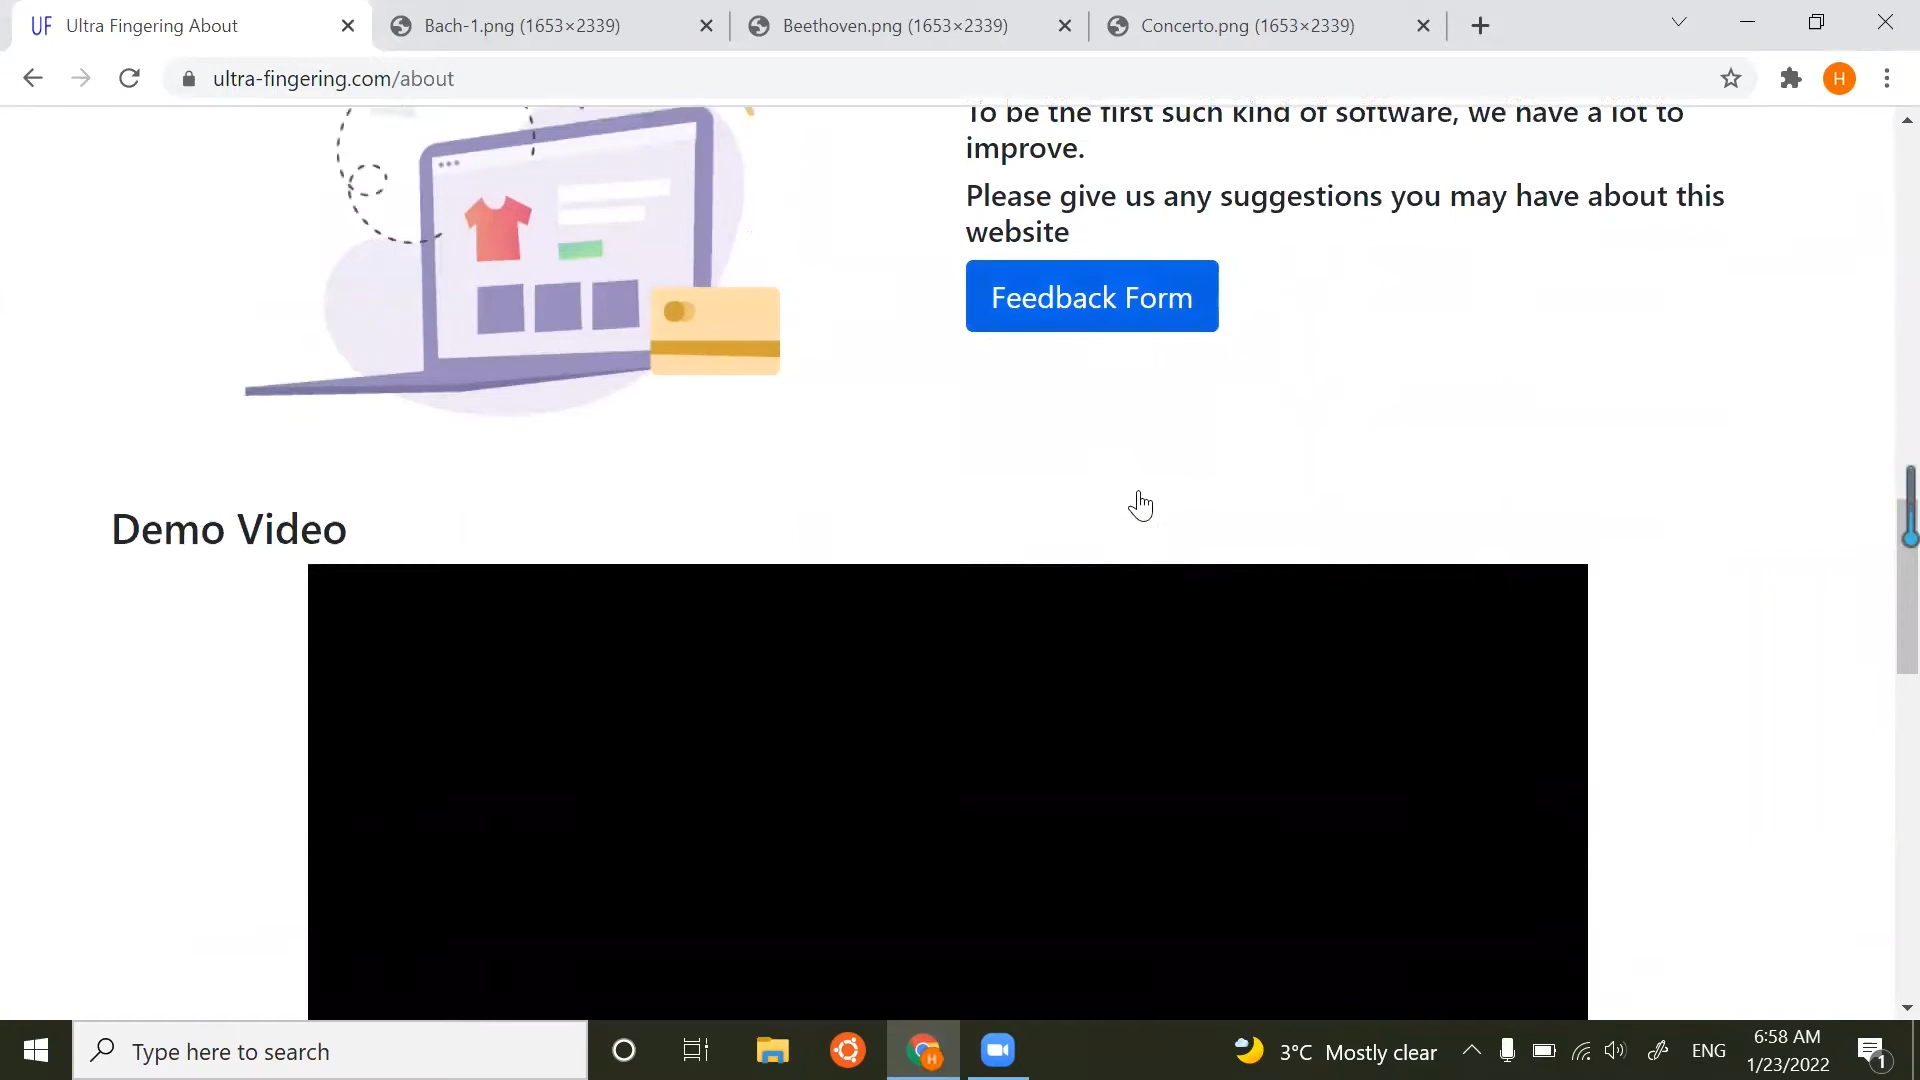 UF Ultra Fingering About
Bach-1.png (1653×2339)
Beethoven.png (1653×2339)
Concerto.png (1653×2339)
ultra-fingering.com/about
H
To be the first such kind of software, we have a lot to
improve.
Please give us any suggestions you may have about this
website
Feedback Form
Demo Video
Type here to search
H
3°C Mostly clear
ENG
6:58 AM
1/23/2022
1